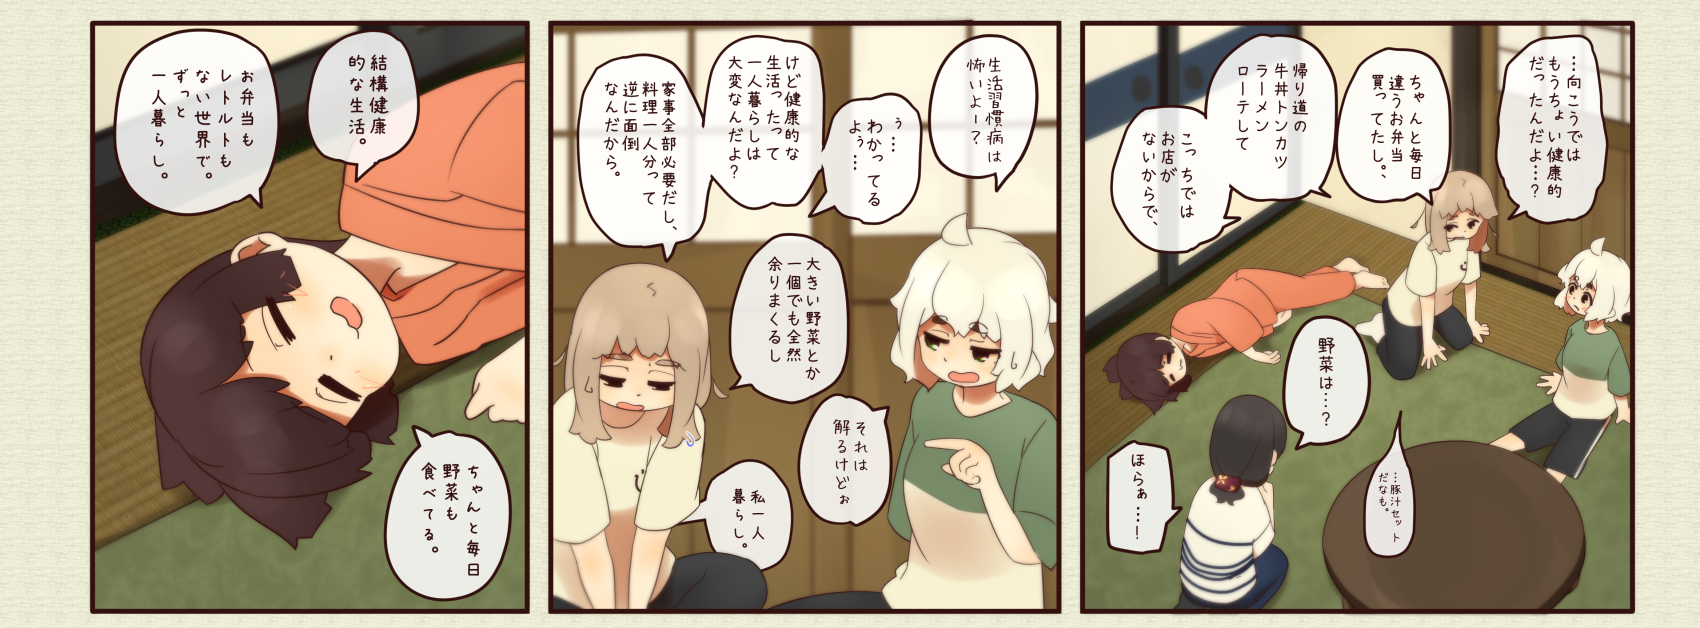 …向こうでは
もうちょい健康的
だったんだよ…？
ちゃんと毎日
違うお弁当
買ってたし。、
帰り道の
牛丼トンカツ
ラーメン
ローテして
こっちでは
お店が
ないからで、
野菜は…？
…豚汁セット
だなも。
ほらぁ…！
生活習慣病は
怖いよー？
ぅ…
わかってる
よぅ…
けど健康的な
生活ったって
一人暮らしは
大変なんだよ？
家事全部必要だし、
料理一人分って
逆に面倒
なんだから。
大きい野菜とか
一個でも全然
余りまくるし
それは
解るけどぉ
私一人
暮らし。
結構健康
的な生活。
お弁当も
レトルトも
ない世界で。
ずっと
一人暮らし。
ちゃんと毎日
野菜も
食べてる。